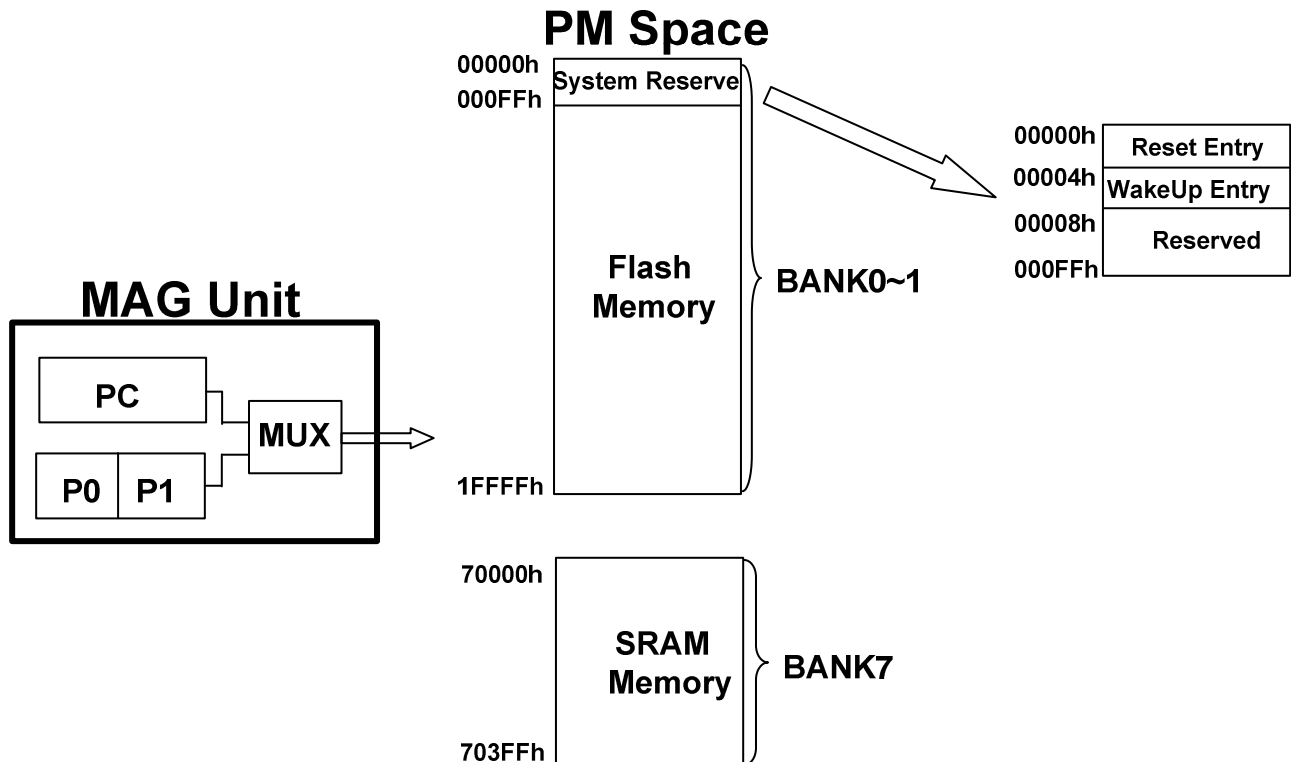 PM Space
00000h
System Reserve
000FFh
Flash
Memory
BANK0~1
1FFFFh
00000h
Reset Entry
00004h
WakeUp Entry
00008h
Reserved
000FFh
MAG Unit
PC
MUX
P0
P1
70000h
SRAM
Memory
BANK7
703FFh